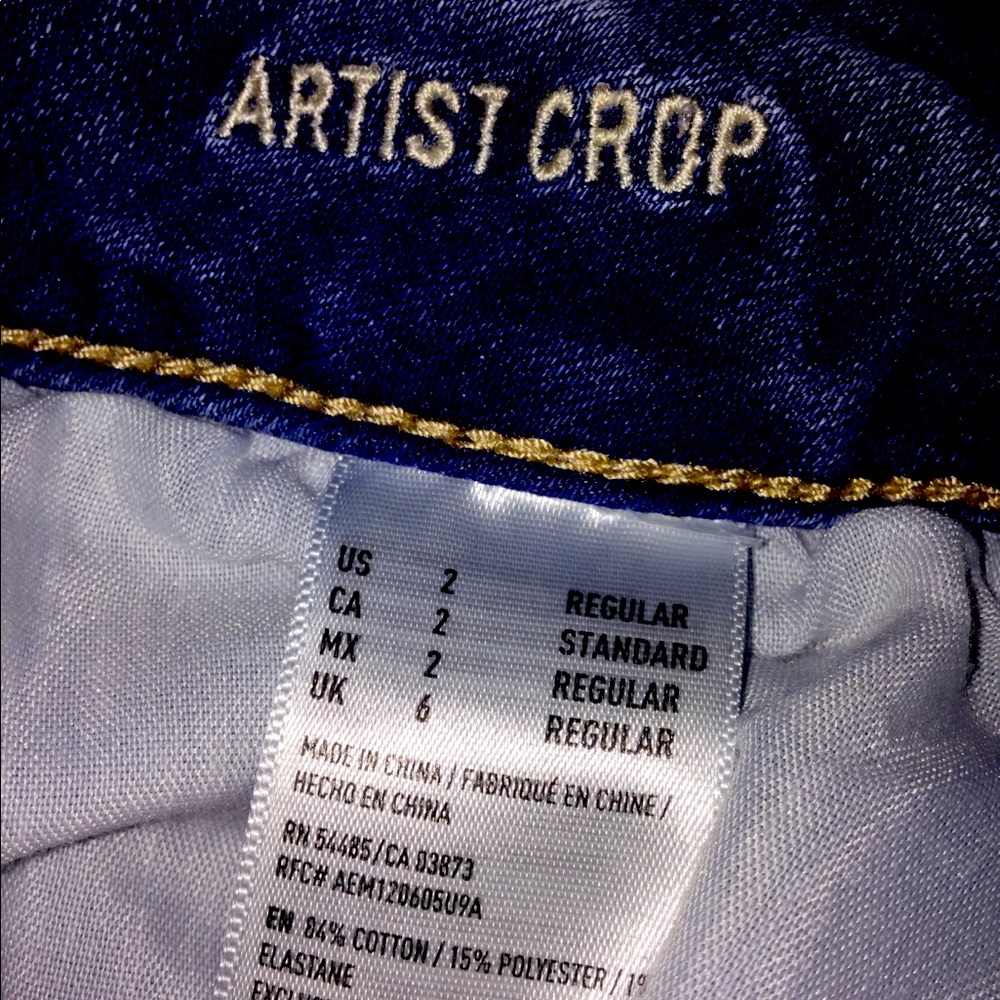 ARTIST CROP
US 2 REGULAR
CA 2 STANDARD
MX 2 REGULAR
UK 6 REGULAR
MADE IN CHINA / FABRIQUÉ EN CHINE /
HECHO EN CHINA
RN 54485/CA 03873
RFC# AEM120605U9A
EN 84% COTTON / 15% POLYESTER / 1%
ELASTANE